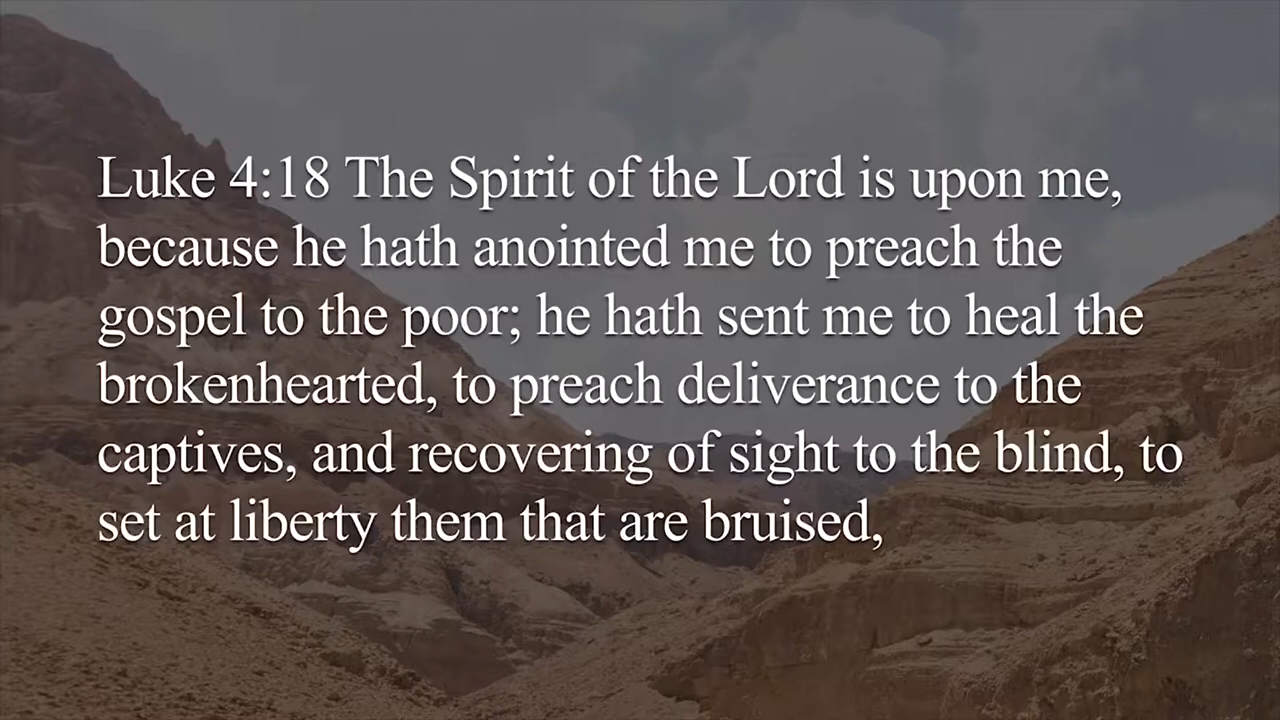 Luke 4:18 The Spirit of the Lord is upon me,
because he hath anointed me to preach the
gospel to the poor; he hath sent me to heal the
brokenhearted, to preach deliverance to the
captives, and recovering of sight to the blind, to
set at liberty them that are bruised,